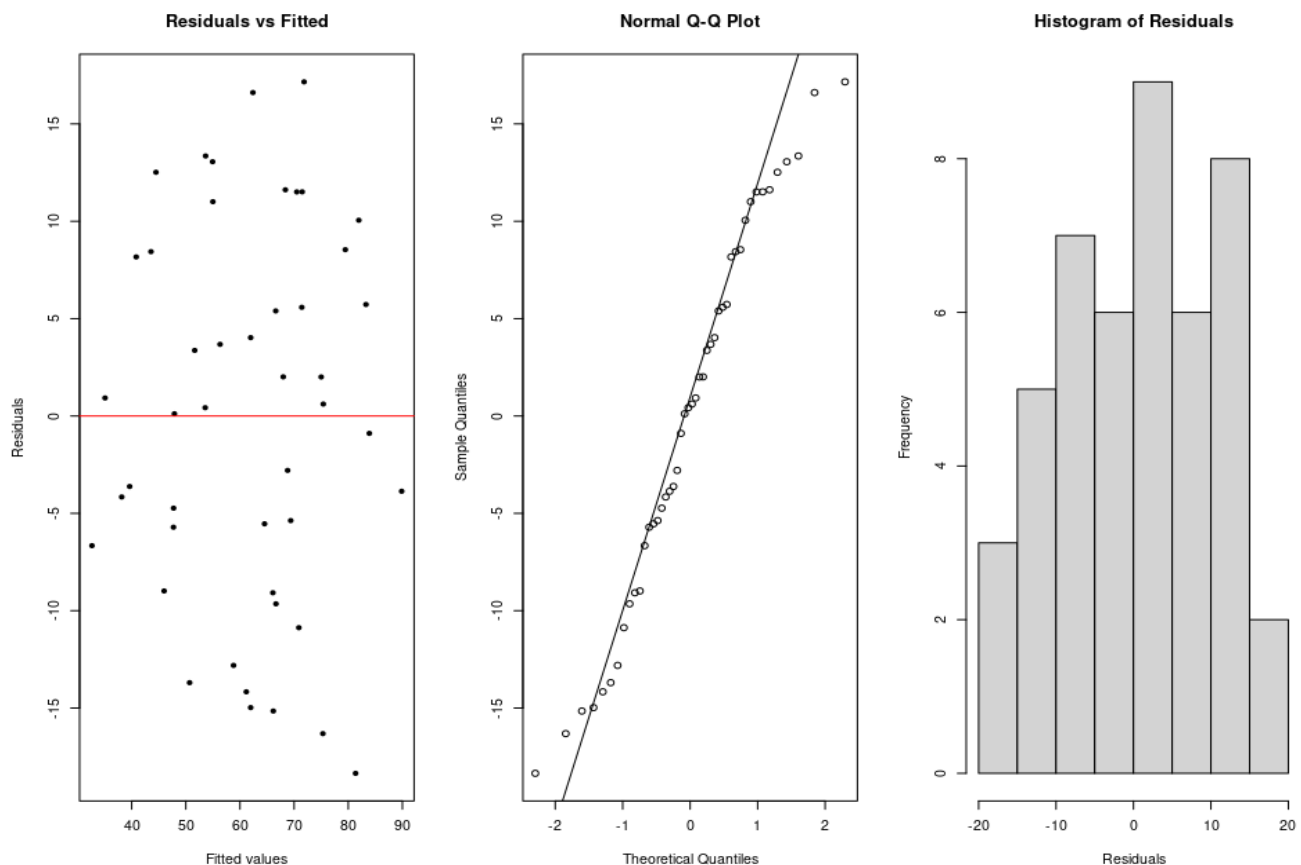 Residuals vs Fitted
Residuals
15
10
5
0
-5
-10
-15
40 50 60 70 80 90
Fitted values
Normal Q-Q Plot
Sample Quantiles
15
10
5
0
-5
-10
-15
-2 -1 0 1 2
Theoretical Quantiles
Histogram of Residuals
Frequency
8
6
4
2
0
-20 -10 0 10 20
Residuals